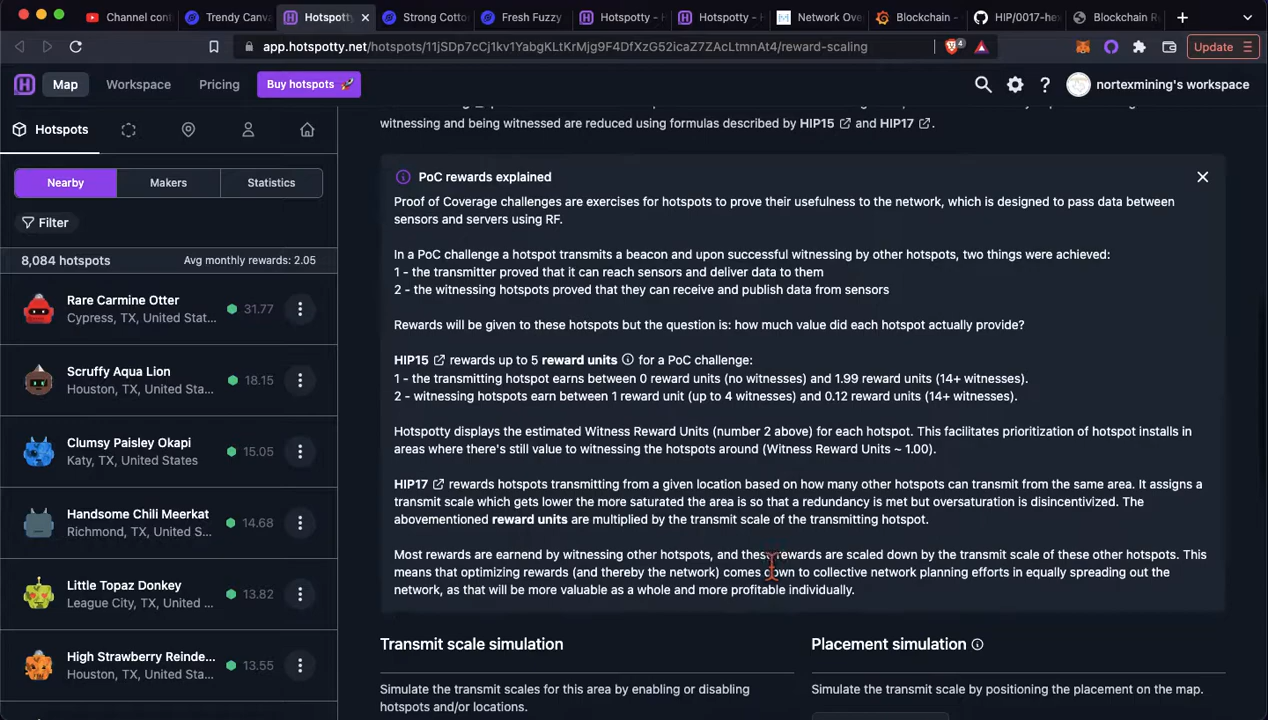 Channel con
Trendy Canv
Hotspotty
Strong Cotto
Fresh Fuzzy
Hotspotty -
Hotspotty -
Network Ove
Blockchain -
HIP/0017-hex
Blockchain R
app.hotspotty.net/hotspots/11jSDp7cCj1kv1YabgKLtKrMjg9F4DfXzG52icaZ7ZAcLtmnAt4/reward-scaling
4
Update
Map
Workspace
Pricing
Buy hotspots 🚀
nortexmining's workspace
Hotspots
Nearby
Makers
Statistics
Filter
8,084 hotspots
Avg monthly rewards: 2.05
Rare Carmine Otter
Cypress, TX, United Stat...
31.77
Scruffy Aqua Lion
Houston, TX, United Sta...
18.15
Clumsy Paisley Okapi
Katy, TX, United States
15.05
Handsome Chili Meerkat
Richmond, TX, United S...
14.68
Little Topaz Donkey
League City, TX, United...
13.82
High Strawberry Reinde...
Houston, TX, United Sta...
13.55
witnessing and being witnessed are reduced using formulas described by HIP15 and HIP17.
PoC rewards explained
Proof of Coverage challenges are exercises for hotspots to prove their usefulness to the network, which is designed to pass data between
sensors and servers using RF.
In a PoC challenge a hotspot transmits a beacon and upon successful witnessing by other hotspots, two things were achieved:
1 - the transmitter proved that it can reach sensors and deliver data to them
2 - the witnessing hotspots proved that they can receive and publish data from sensors
Rewards will be given to these hotspots but the question is: how much value did each hotspot actually provide?
HIP15 rewards up to 5 reward units for a PoC challenge:
1 - the transmitting hotspot earns between 0 reward units (no witnesses) and 1.99 reward units (14+ witnesses).
2 - witnessing hotspots earn between 1 reward unit (up to 4 witnesses) and 0.12 reward units (14+ witnesses).
Hotspotty displays the estimated Witness Reward Units (number 2 above) for each hotspot. This facilitates prioritization of hotspot installs in
areas where there's still value to witnessing the hotspots around (Witness Reward Units ~ 1.00).
HIP17 rewards hotspots transmitting from a given location based on how many other hotspots can transmit from the same area. It assigns a
transmit scale which gets lower the more saturated the area is so that a redundancy is met but oversaturation is disincentivized. The
abovementioned reward units are multiplied by the transmit scale of the transmitting hotspot.
Most rewards are earnend by witnessing other hotspots, and these rewards are scaled down by the transmit scale of these other hotspots. This
means that optimizing rewards (and thereby the network) comes down to collective network planning efforts in equally spreading out the
network, as that will be more valuable as a whole and more profitable individually.
Transmit scale simulation
Placement simulation
Simulate the transmit scales for this area by enabling or disabling
hotspots and/or locations.
Simulate the transmit scale by positioning the placement on the map.